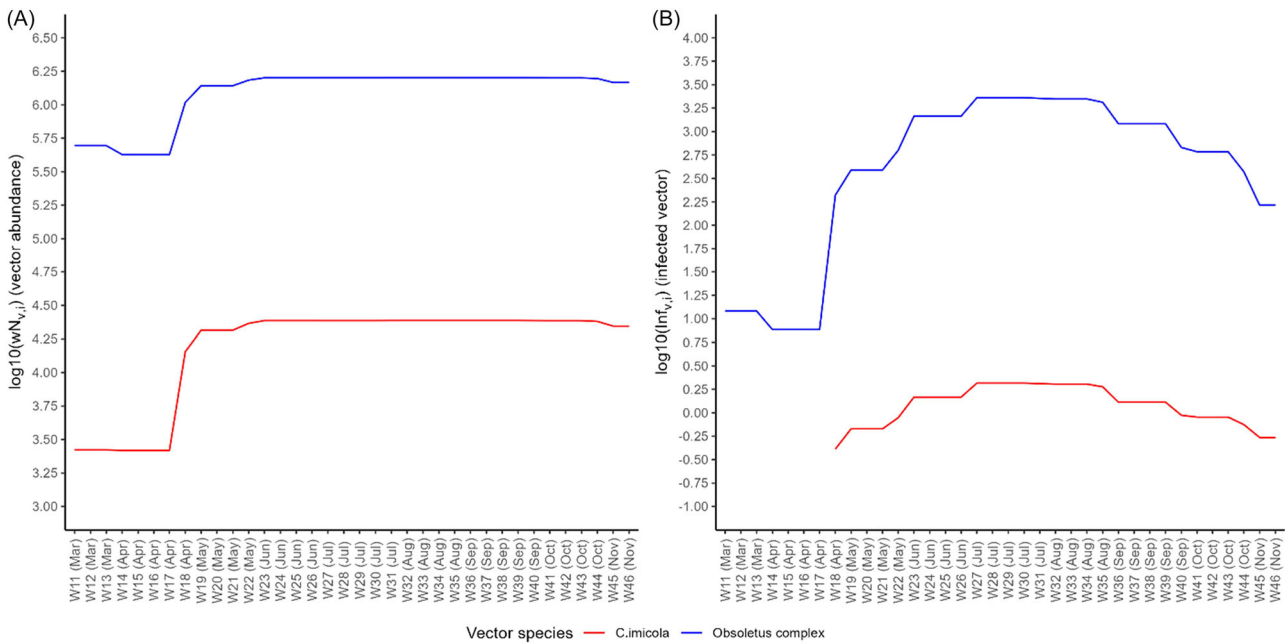 (A)
log10(wN_v,i) (vector abundance)
6.50
6.25
6.00
5.75
5.50
5.25
5.00
4.75
4.50
4.25
4.00
3.75
3.50
3.25
3.00
W11 (Mar)
W12 (Mar)
W13 (Mar)
W14 (Apr)
W15 (Apr)
W16 (Apr)
W17 (Apr)
W18 (Apr)
W19 (May)
W20 (May)
W21 (May)
W22 (May)
W23 (Jun)
W24 (Jun)
W25 (Jun)
W26 (Jun)
W27 (Jul)
W28 (Jul)
W29 (Jul)
W30 (Jul)
W31 (Jul)
W32 (Aug)
W33 (Aug)
W34 (Aug)
W35 (Aug)
W36 (Sep)
W37 (Sep)
W38 (Sep)
W39 (Sep)
W40 (Sep)
W41 (Oct)
W42 (Oct)
W43 (Oct)
W44 (Oct)
W45 (Nov)
W46 (Nov)
(B)
log10(Inf_v,i) (infected vector)
4.00
3.75
3.50
3.25
3.00
2.75
2.50
2.25
2.00
1.75
1.50
1.25
1.00
0.75
0.50
0.25
0.00
-0.25
-0.50
-0.75
-1.00
W11 (Mar)
W12 (Mar)
W13 (Mar)
W14 (Apr)
W15 (Apr)
W16 (Apr)
W17 (Apr)
W18 (Apr)
W19 (May)
W20 (May)
W21 (May)
W22 (May)
W23 (Jun)
W24 (Jun)
W25 (Jun)
W26 (Jun)
W27 (Jul)
W28 (Jul)
W29 (Jul)
W30 (Jul)
W31 (Jul)
W32 (Aug)
W33 (Aug)
W34 (Aug)
W35 (Aug)
W36 (Sep)
W37 (Sep)
W38 (Sep)
W39 (Sep)
W40 (Sep)
W41 (Oct)
W42 (Oct)
W43 (Oct)
W44 (Oct)
W45 (Nov)
W46 (Nov)
Vector species C.imicola Obsoletus complex